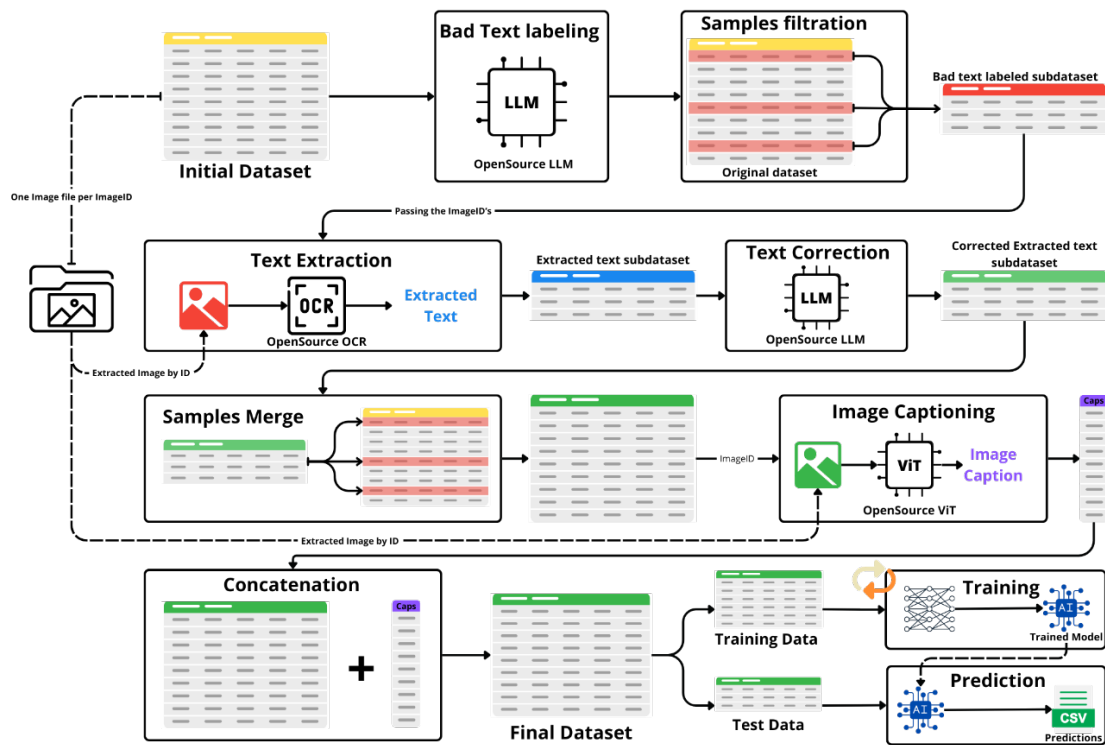 Bad Text labeling
LLM
OpenSource LLM
Samples filtration
Original dataset
Bad text labeled subdataset
Initial Dataset
One Image file per ImageID
Passing the ImageID's
Text Extraction
OCR
OpenSource OCR
Extracted
Text
Extracted Image by ID
Extracted text subdataset
Text Correction
LLM
OpenSource LLM
Corrected Extracted text
subdataset
Samples Merge
ImageID
Image Captioning
ViT
OpenSource ViT
Image
Caption
Caps
Extracted Image by ID
Concatenation
Caps
+
Final Dataset
Training Data
Test Data
Training
AI
Trained Model
Prediction
AI
CSV
Predictions